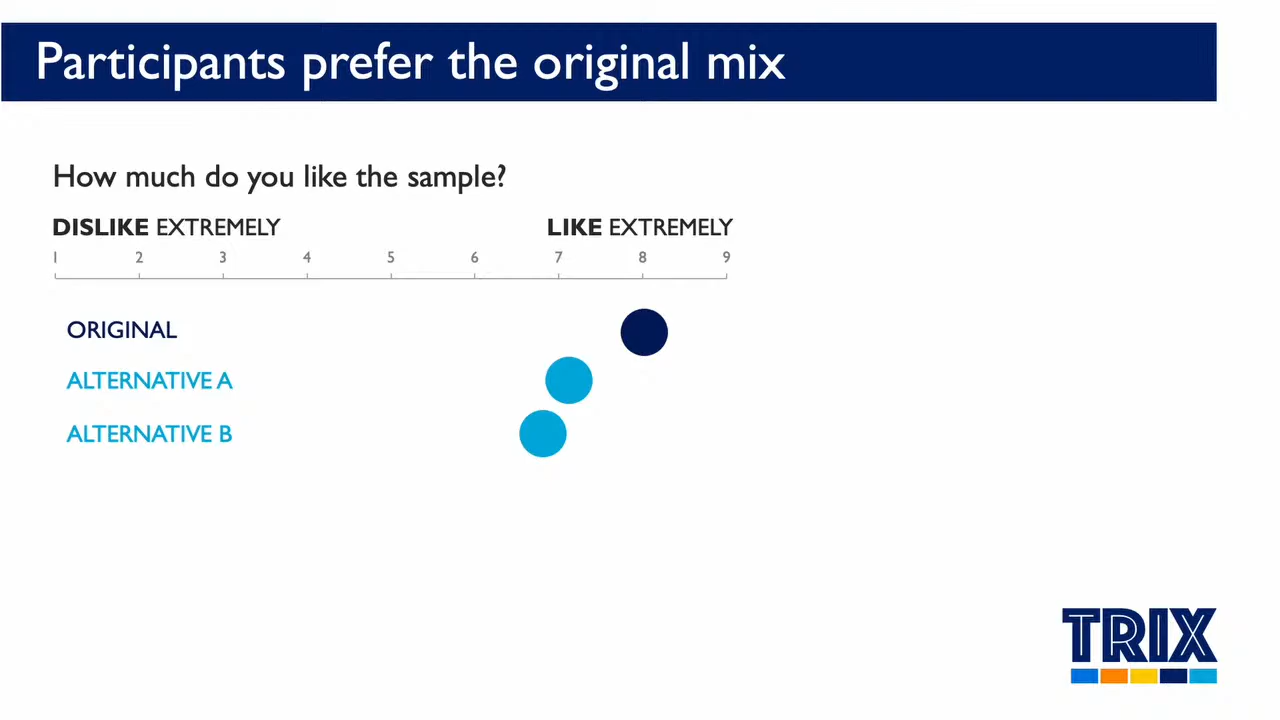 Participants prefer the original mix
How much do you like the sample?
DISLIKE EXTREMELY LIKE EXTREMELY
1 2 3 4 5 6 7 8 9
ORIGINAL
ALTERNATIVE A
ALTERNATIVE B
TRIX